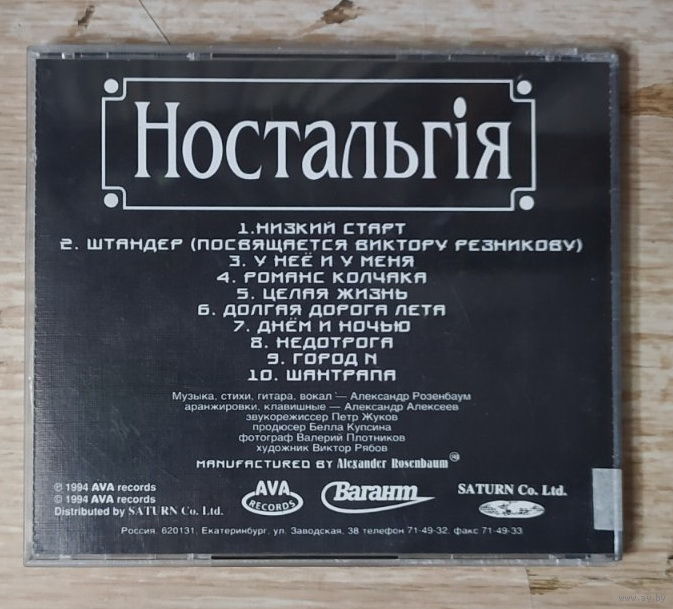 Ностальгiя
1.НИЗКИЙ СТАРТ
2. ШТАНДЕР (ПОСВЯЩАЕТСЯ ВИКТОРУ РЕЗНИКОВУ)
3. У НЕЁ И У МЕНЯ
4. РОМАНС КОЛЧАКА
5. ЦЕЛАЯ ЖИЗНЬ
6. ДОЛГАЯ ДОРОГА ЛЕТА
7. ДНЁМ И НОЧЬЮ
8. НЕДОТРОГА
9. ГОРОД N
10. ШАНТРАПА
Музыка, стихи, гитара, вокал — Александр Розенбаум
аранжировки, клавишные — Александр Алексеев
звукорежиссер Петр Жуков
продюсер Белла Купсина
фотограф Валерий Плотников
художник Виктор Рябов
MANUFACTURED BY Alexander Rosenbaum
℗ 1994 AVA records
© 1994 AVA records
Distributed by SATURN Co. Ltd.
AVA RECORDS
Вагант
SATURN Co. Ltd.
Россия. 620131, Екатеринбург, ул. Заводская, 38 телефон 71-49-32, факс 71-49-33
www.ay.by